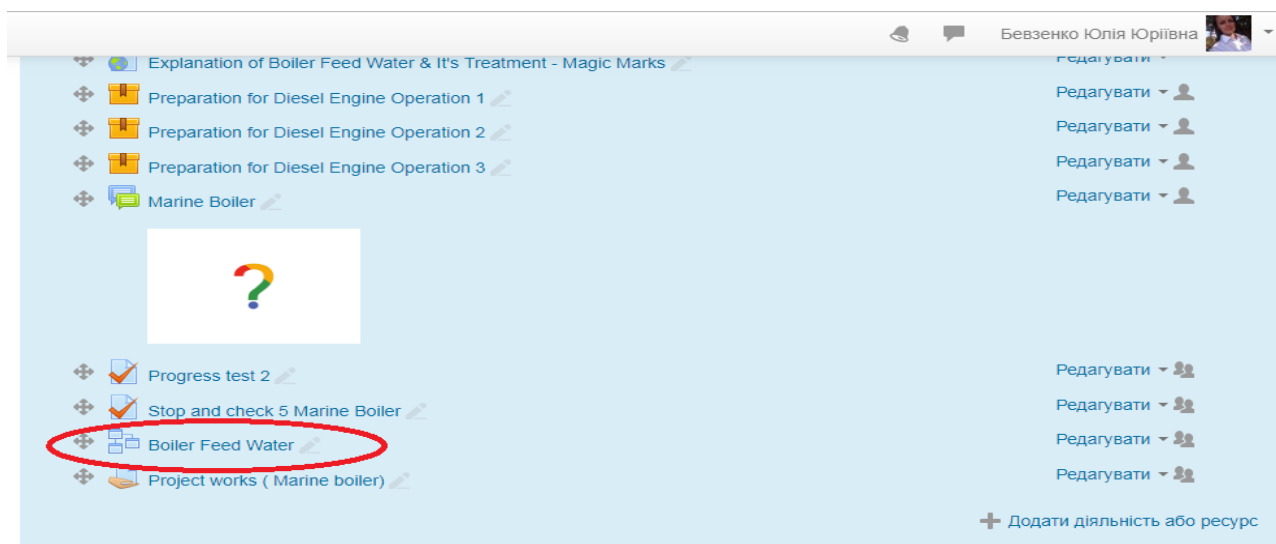 Бевзенко Юлія Юріївна
Explanation of Boiler Feed Water & It's Treatment - Magic Marks Редагувати
Preparation for Diesel Engine Operation 1 Редагувати
Preparation for Diesel Engine Operation 2 Редагувати
Preparation for Diesel Engine Operation 3 Редагувати
Marine Boiler Редагувати
?
Progress test 2 Редагувати
Stop and check 5 Marine Boiler Редагувати
Boiler Feed Water Редагувати
Project works ( Marine boiler) Редагувати
Додати діяльність або ресурс